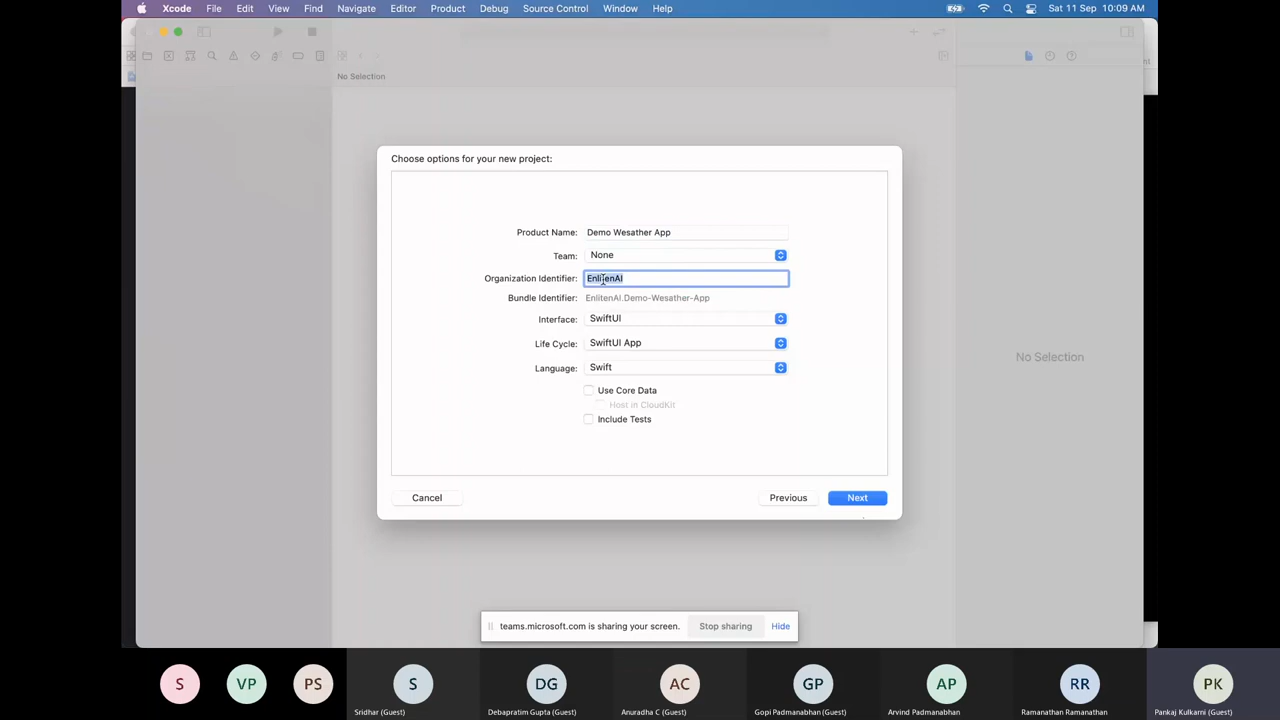 Xcode File Edit View Find Navigate Editor Product Debug Source Control Window Help Sat 11 Sep 10:09 AM
No Selection
Choose options for your new project:
Product Name: Demo Wesather App
Team: None
Organization Identifier: EnlitenAI
Bundle Identifier: EnlitenAI.Demo-Wesather-App
Interface: SwiftUI
Life Cycle: SwiftUI App
Language: Swift
Use Core Data
Host in CloudKit
Include Tests
No Selection
Cancel Previous Next
teams.microsoft.com is sharing your screen. Stop sharing Hide
S VP PS S DG AC GP AP RR PK
Sridhar (Guest) Debapratim Gupta (Guest) Anuradha C (Guest) Gopi Padmanabhan (Guest) Arvind Padmanabhan Ramanathan Ramanathan Pankaj Kulkarni (Guest)